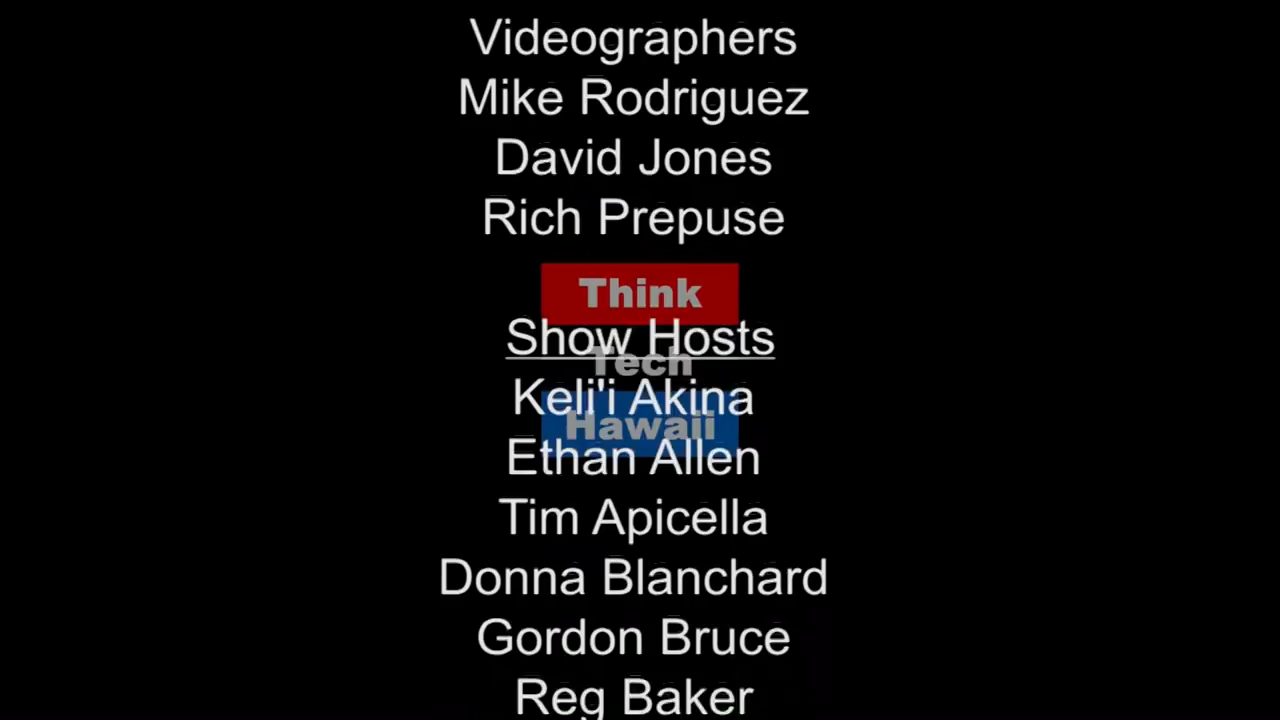 Videographers
Mike Rodriguez
David Jones
Rich Prepuse
Think
Show Hosts
Tech
Keli'i Akina
Hawaii
Ethan Allen
Tim Apicella
Donna Blanchard
Gordon Bruce
Reg Baker